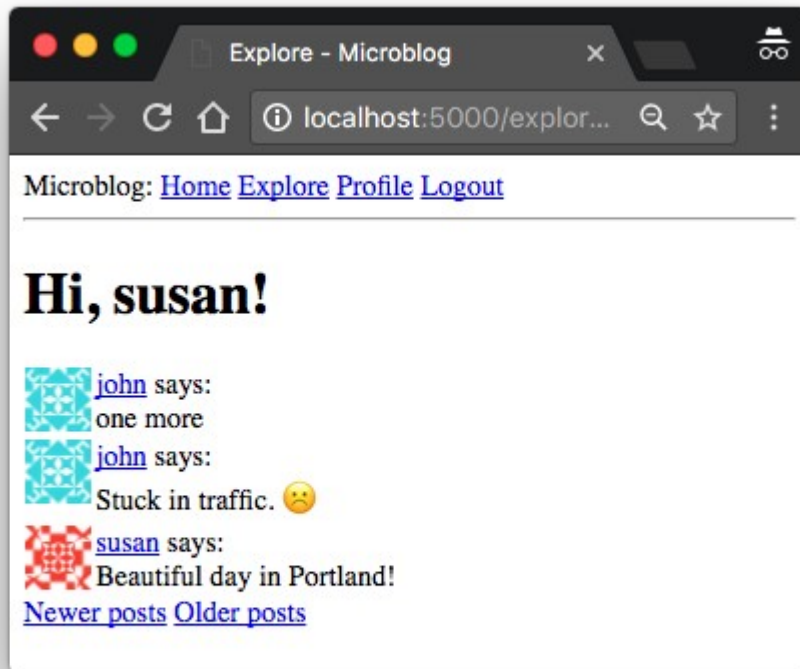 Explore - Microblog
localhost:5000/explor...
Microblog: Home Explore Profile Logout
Hi, susan!
john says:
one more
john says:
Stuck in traffic. ☹️
susan says:
Beautiful day in Portland!
Newer posts Older posts